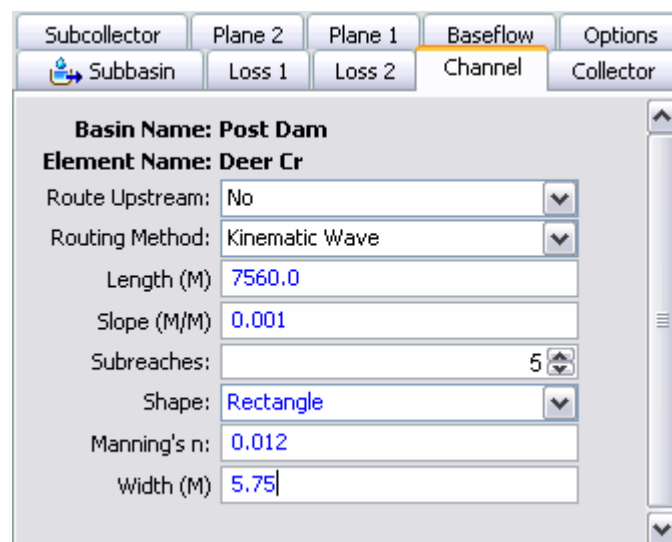 Subcollector Plane 2 Plane 1 Baseflow Options
Subbasin Loss 1 Loss 2 Channel Collector
Basin Name: Post Dam
Element Name: Deer Cr
Route Upstream: No
Routing Method: Kinematic Wave
Length (M) 7560.0
Slope (M/M) 0.001
Subreaches: 5
Shape: Rectangle
Manning's n: 0.012
Width (M) 5.75